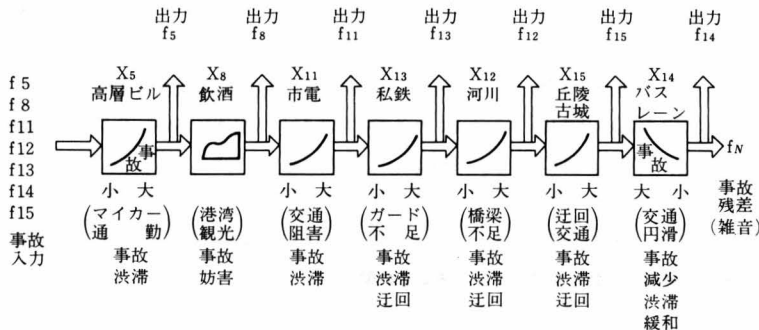 出力
f5
出力
f8
出力
f11
出力
f13
出力
f12
出力
f15
出力
f14
X5
高層ビル
X8
飲酒
X11
市電
X13
私鉄
X12
河川
X15
丘陵
古城
X14
バス
レーン
f5
f8
f11
f12
f13
f14
f15
事故
入力
事故
事故
fN
事故
残差
(雑音)
小 大
(マイカー
通 勤)
事故
渋滞
(港湾
観光)
事故
妨害
小 大
(交通
阻害)
事故
渋滞
小 大
(ガード
不 足)
事故
渋滞
迂回
小 大
(橋梁
不足)
事故
渋滞
迂回
小 大
(迂回
交通)
事故
渋滞
迂回
大 小
(交通
円滑)
事故
減少
渋滞
緩和